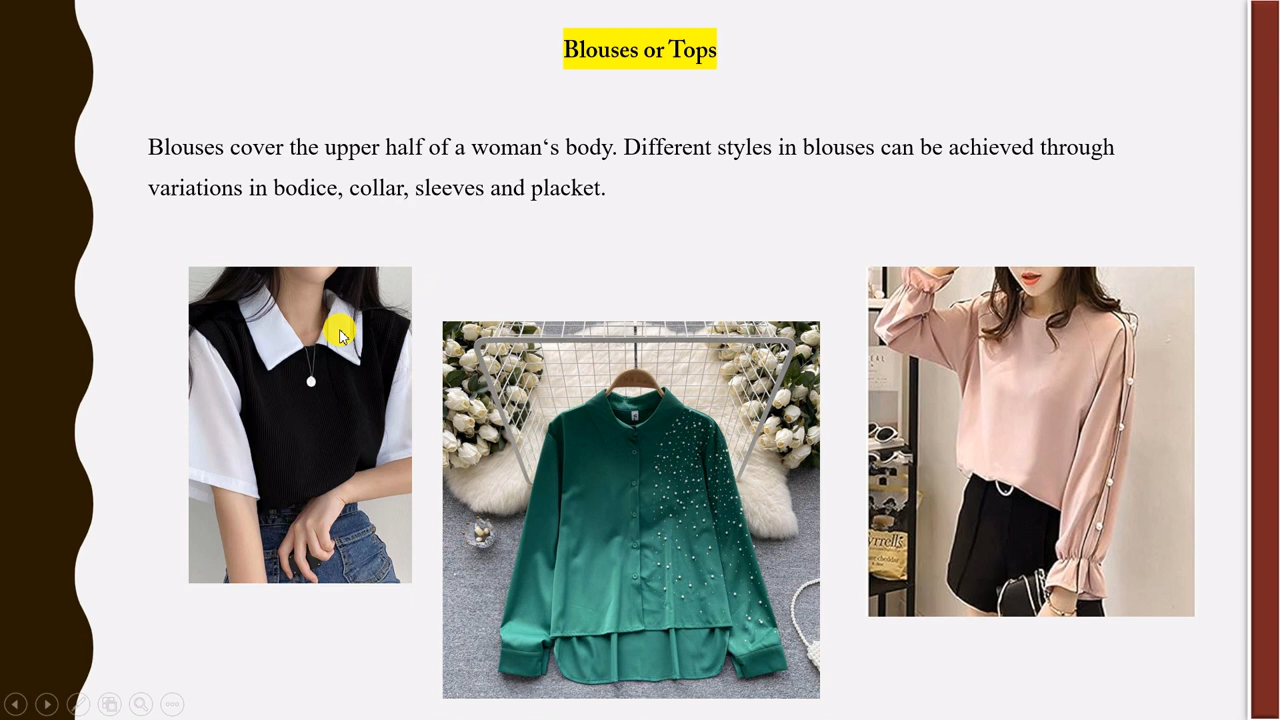 Blouses or Tops
Blouses cover the upper half of a woman‘s body. Different styles in blouses can be achieved through
variations in bodice, collar, sleeves and placket.